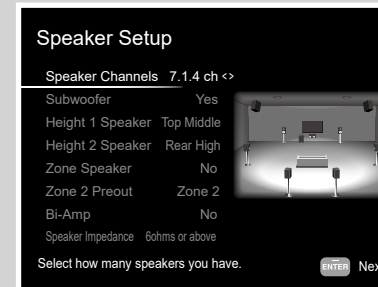 Speaker Setup
Speaker Channels 7.1.4 ch <>
Subwoofer Yes
Height 1 Speaker Top Middle
Height 2 Speaker Rear High
Zone Speaker No
Zone 2 Preout Zone 2
Bi-Amp No
Speaker Impedance 6ohms or above
Select how many speakers you have.
ENTER Nex